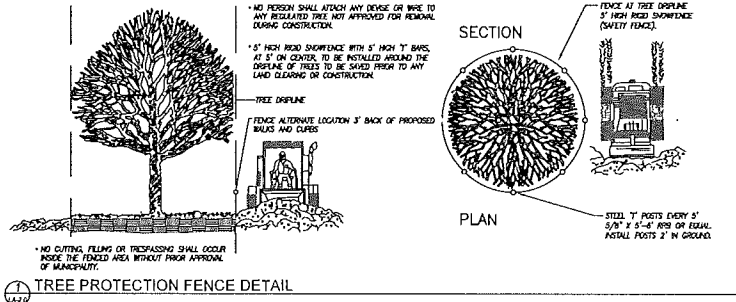 • NO PERSON SHALL ATTACH ANY DEVISE OR WIRE TO
ANY REGULATED TREE NOT APPROVED FOR REMOVAL
DURING CONSTRUCTION.
• 5' HIGH RIGID SNOWFENCE WITH 5' HIGH "T" BARS,
AT 5' ON CENTER, TO BE INSTALLED AROUND THE
DRIPLINE OF TREES TO BE SAVED PRIOR TO ANY
LAND CLEARING OR CONSTRUCTION.
TREE DRIPLINE
FENCE ALTERNATE LOCATION 3' BACK OF PROPOSED
WALKS AND CURBS
• NO CUTTING, FILLING OR TRESPASSING SHALL OCCUR
INSIDE THE FENCED AREA WITHOUT PRIOR APPROVAL
OF MUNICIPALITY.
SECTION
FENCE AT TREE DRIPLINE
5' HIGH RIGID SNOWFENCE
(SAFETY FENCE).
PLAN
STEEL "T" POSTS EVERY 5'
5/8" X 5'-6' OR EQUAL.
INSTALL POSTS 2' IN GROUND.
1 TREE PROTECTION FENCE DETAIL